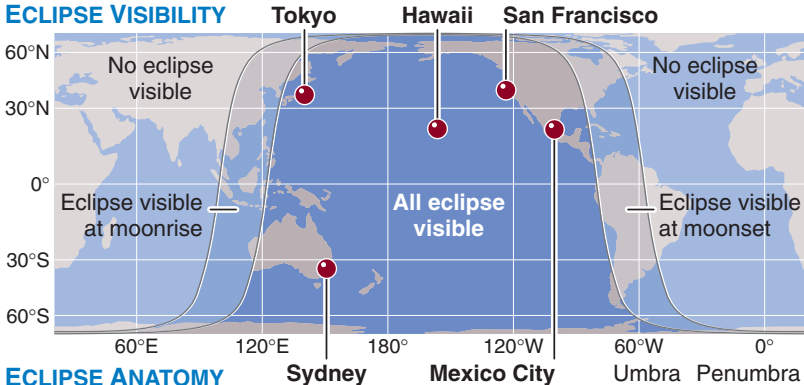 ECLIPSE VISIBILITY
Tokyo
Hawaii
San Francisco
60°N
30°N
0°
30°S
60°S
No eclipse
visible
No eclipse
visible
Eclipse visible
at moonrise
All eclipse
visible
Eclipse visible
at moonset
60°E
120°E
180°
120°W
60°W
0°
ECLIPSE ANATOMY
Sydney
Mexico City
Umbra
Penumbra